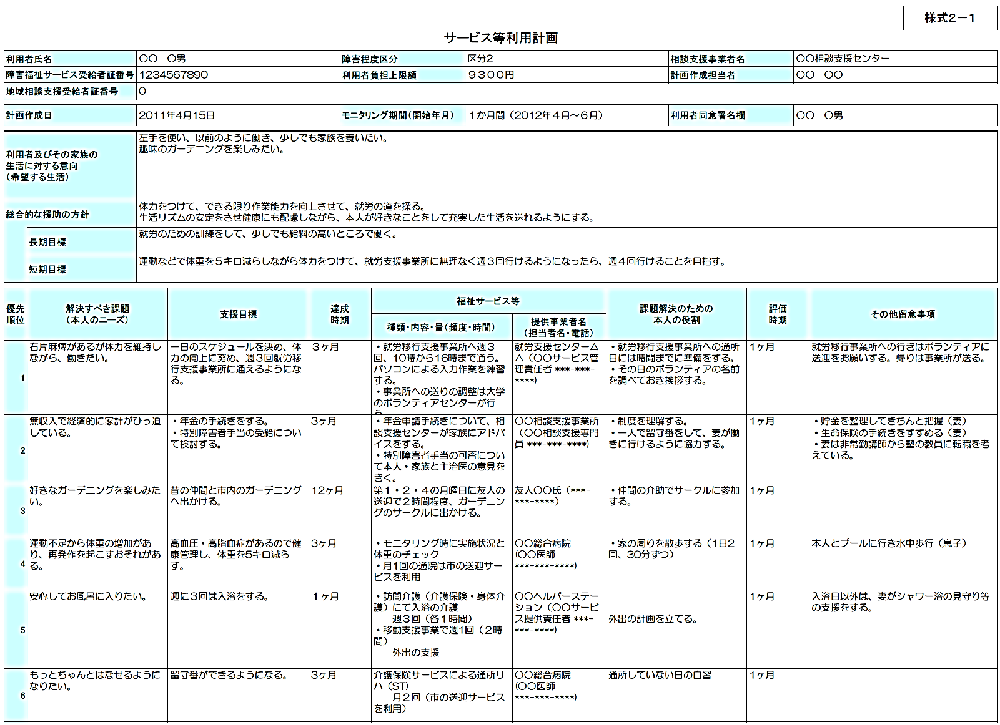 様式２－１
サービス等利用計画
利用者氏名
〇〇　〇男
障害程度区分
区分2
相談支援事業者名
〇〇相談支援センター
障害福祉サービス受給者証番号
1234567890
利用者負担上限額
９３００円
計画作成担当者
〇〇　〇〇
地域相談支援受給者証番号
0
計画作成日
2011年4月15日
モニタリング期間（開始年月）
１か月間（2012年４月～６月）
利用者同意署名欄
〇〇　〇男
利用者及びその家族の
生活に対する意向
（希望する生活）
左手を使い、以前のように働き、少しでも家族を養いたい。
趣味のガーデニングを楽しみたい。
総合的な援助の方針
体力をつけて、できる限り作業能力を向上させて、就労の道を探る。
生活リズムの安定をさせ健康にも配慮しながら、本人が好きなことをして充実した生活を送れるようにする。
長期目標
就労のための訓練をして、少しでも給料の高いところで働く。
短期目標
運動などで体重を５キロ減らしながら体力をつけて、就労支援事業所に無理なく週３回行けるようになったら、週４回行けることを目指す。
優先
順位
解決すべき課題
（本人のニーズ）
支援目標
達成
時期
福祉サービス等
種類・内容・量（頻度・時間）
提供事業者名
（担当者名・電話）
課題解決のための
本人の役割
評価
時期
その他留意事項
1
右片麻痺があるが体力を維持し
ながら、働きたい。
一日のスケジュールを決め、体
力の向上に努め、週３回就労移
行支援事業所に通えるようにな
る。
３ヶ月
・就労移行支援事業所へ週３
回、10時から16時まで通う。
パソコンによる入力作業を練習
する。
・事業所への送りの調整は大学
のボランティアセンターが行
う。
就労支援センター△
△（〇〇サービス管
理責任者 ***-***-
****)
・就労移行支援事業所への通所
日には時間までに準備をする。
・その日のボランティアの名前
を調べておき挨拶する。
１ヶ月
就労移行事業所への行きはボランティアに
送迎をお願いする。帰りは事業所が送る。
2
無収入で経済的に家計がひっ迫
している。
・年金の手続きをする。
・特別障害者手当の受給につい
て検討する。
３ヶ月
・年金申請手続きについて、相
談支援センターが家族にアドバ
イスをする。
・特別障害者手当の可否につい
て本人・家族と主治医の意見を
きく。
〇〇相談支援事業所
（〇〇相談支援専門
員 ***-***-****)
・制度を理解する。
・一人で留守番をして、妻が働
きに行けるように協力する。
１ヶ月
・貯金を整理してきちんと把握（妻）
・生命保険の手続きをすすめる（妻）
・妻は非常勤講師から塾の教員に転職を考
えている。
3
好きなガーデニングを楽しみた
い。
昔の仲間と市内のガーデニング
へ出かける。
12ヶ月
第１・２・４の月曜日に友人の
送迎で２時間程度、ガーデニン
グのサークルに出かける。
友人〇〇氏（***-
***-****）
・仲間の介助でサークルに参加
する。
１ヶ月
4
運動不足から体重の増加があ
り、再発作を起こすおそれがあ
る。
高血圧・高脂血症があるので健
康管理し、体重を5キロ減ら
す。
３ヶ月
・モニタリング時に実施状況と
体重のチェック
・月1回の通院は市の送迎サー
ビスを利用
〇〇総合病院
(〇〇医師
***-***-****)
・家の周りを散歩する（1日2
回、30分ずつ）
１ヶ月
本人とプールに行き水中歩行（息子）
5
安心してお風呂に入りたい。
週に３回は入浴をする。
１ヶ月
・訪問介護（介護保険・身体介
護）にて入浴の介護
週３回（各１時間）
・移動支援事業で週1回（２時
間）
外出の支援
〇〇ヘルパーステー
ション（〇〇サービ
ス提供責任者 ***-
***-****)
外出の計画を立てる。
１ヶ月
入浴日以外は、妻がシャワー浴の見守り等
の支援をする。
6
もっとちゃんとはなせるように
なりたい。
留守番ができるようになる。
３ヶ月
介護保険サービスによる通所リ
ハ（ST)
月２回（市の送迎サービス
を利用）
〇〇総合病院
(〇〇医師
***-***-****)
通所していない日の自習
１ヶ月